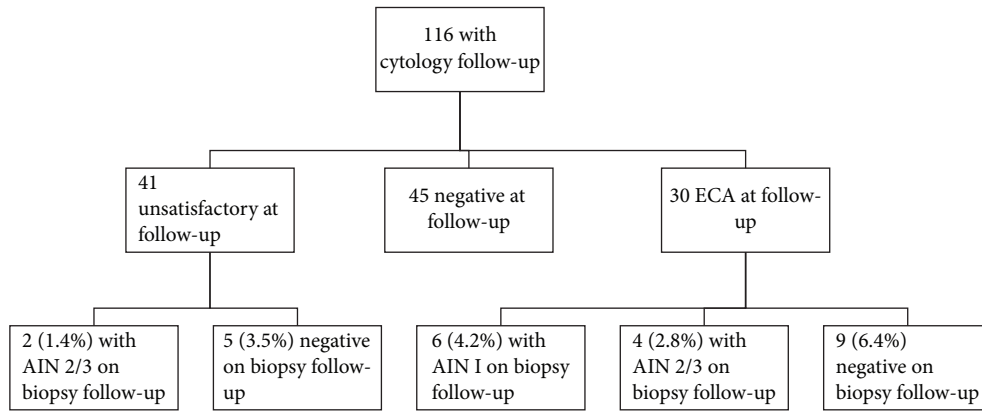 116 with
cytology follow-up
41
unsatisfactory at
follow-up
45 negative at
follow-up
30 ECA at follow-
up
2 (1.4%) with
AIN 2/3 on
biopsy follow-up
5 (3.5%) negative
on biopsy follow-
up
6 (4.2%) with
AIN I on biopsy
follow-up
4 (2.8%) with
AIN 2/3 on
biopsy follow-up
9 (6.4%)
negative on
biopsy follow-up